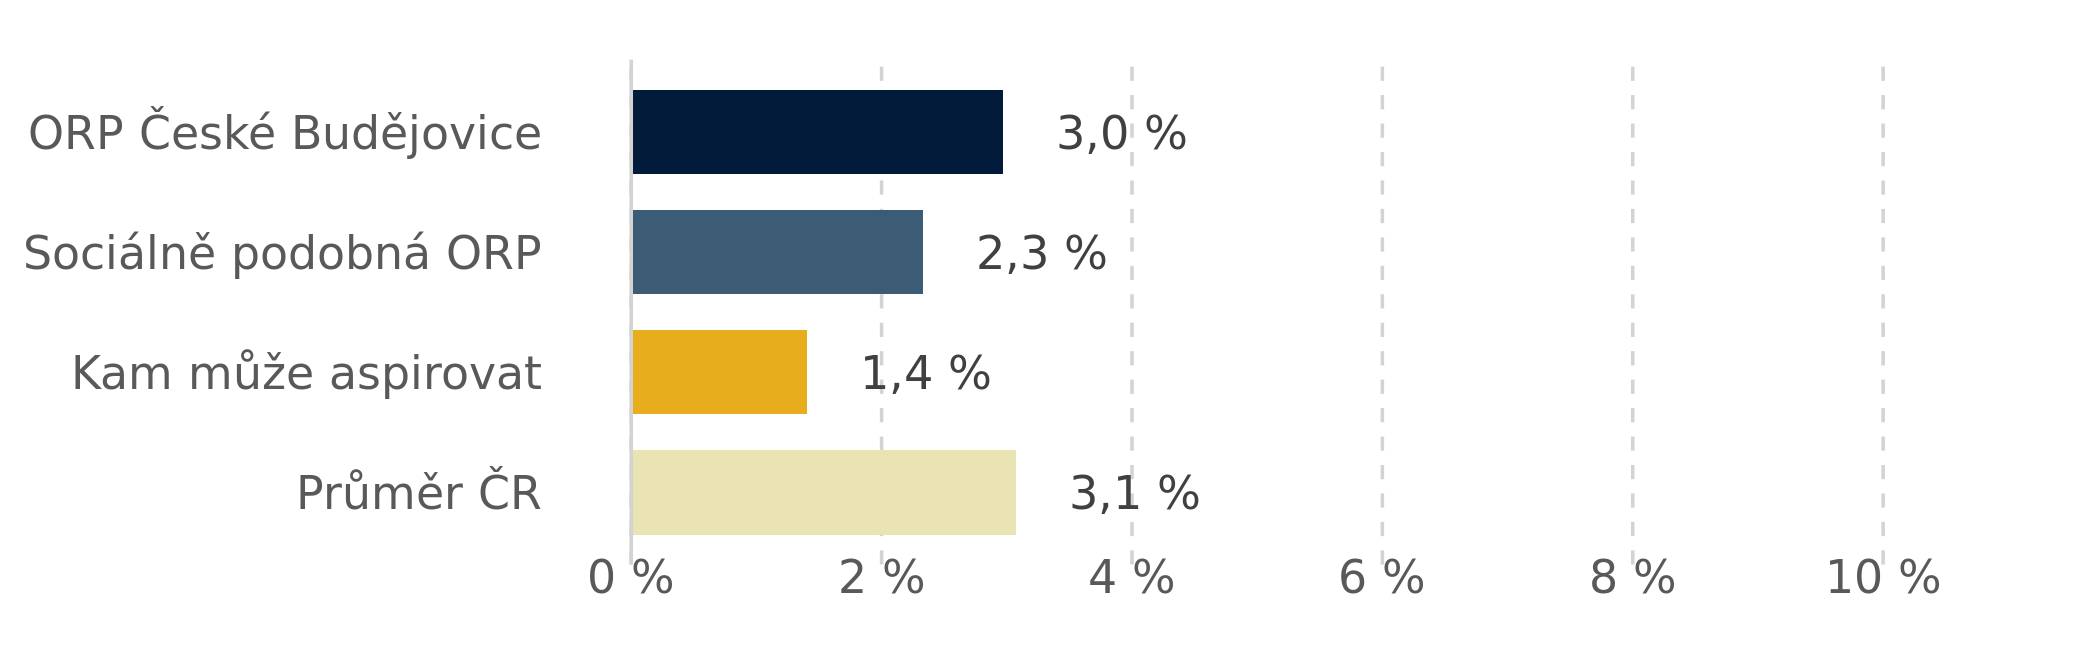 ORP České Budějovice
3,0 %
Sociálně podobná ORP
2,3 %
Kam může aspirovat
1,4 %
Průměr ČR
3,1 %
0 % 2 % 4 % 6 % 8 % 10 %